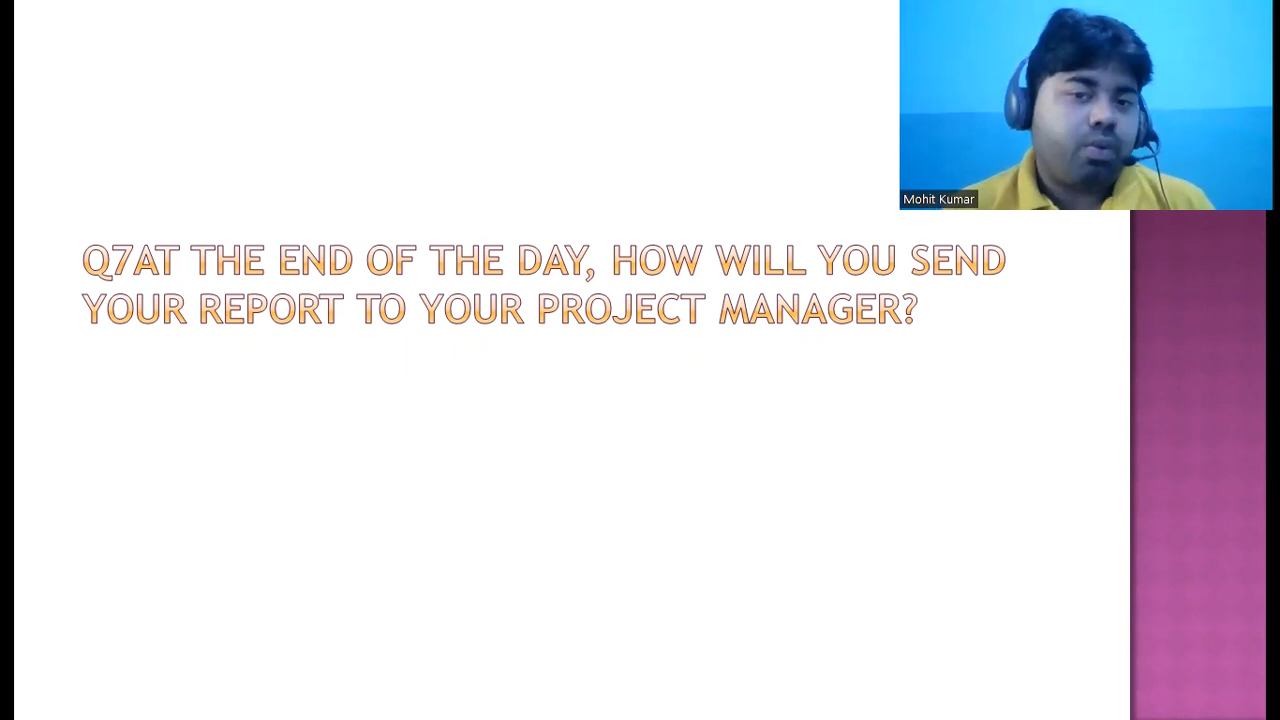 Mohit Kumar
Q7AT THE END OF THE DAY, HOW WILL YOU SEND
YOUR REPORT TO YOUR PROJECT MANAGER?